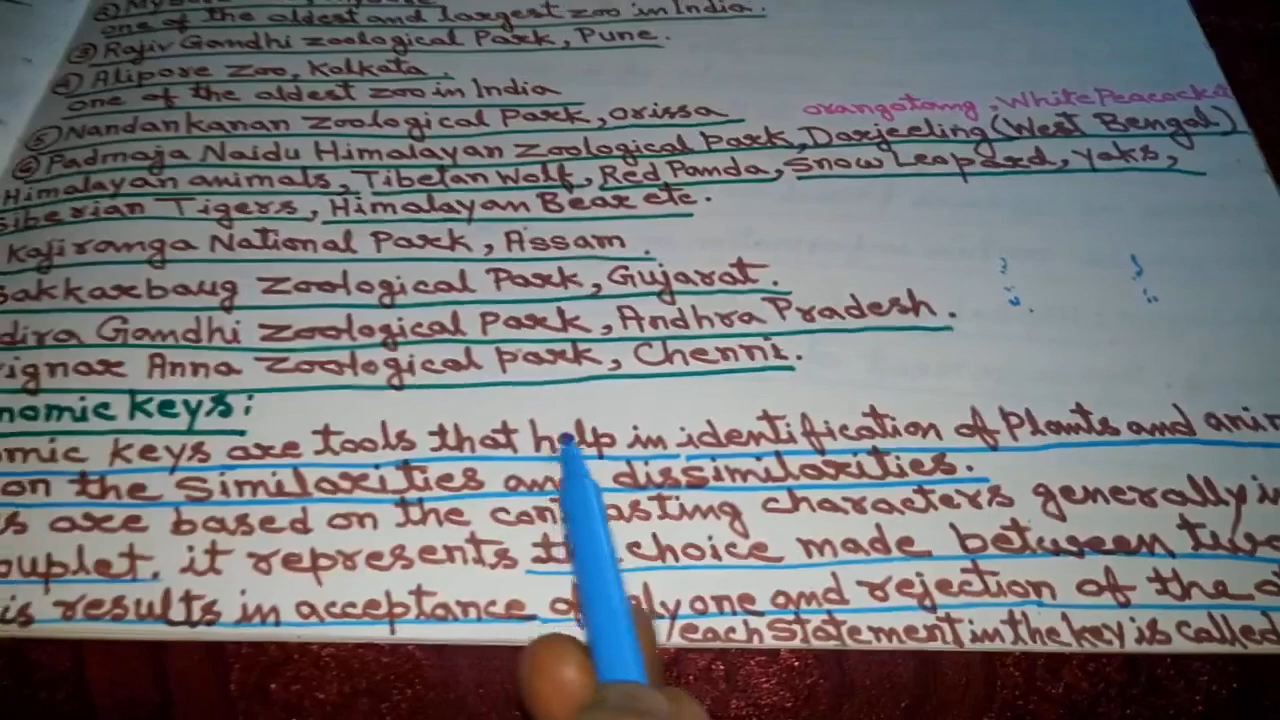 one of the oldest and largest zoo in India.
③ Rajiv Gandhi Zoological Park, Pune.
④ Alipore Zoo, Kolkata.
one of the oldest zoo in India
⑤ Nandankanan Zoological Park, Orissa
orangotang, White Peacock
⑥ Padmaja Naidu Himalayan Zoological Park, Darjeeling (West Bengal)
Himalayan animals, Tibetan Wolf, Red Panda, Snow Leopard, Yaks,
Siberian Tigers, Himalayan Bear etc.
Kajiranga National Park, Assam.
Sakkarbaug Zoological Park, Gujarat.
dira Gandhi Zoological Park, Andhra Pradesh.
ignar Anna Zoological park, Chenni.
nomic keys:
mic keys are tools that help in identification of Plants and ani
on the similarities and dissimilarities.
s are based on the contrasting characters generally in
ouplet. it represents the choice made between two
is results in acceptance of only one and rejection of the o
/each statement in the key is called